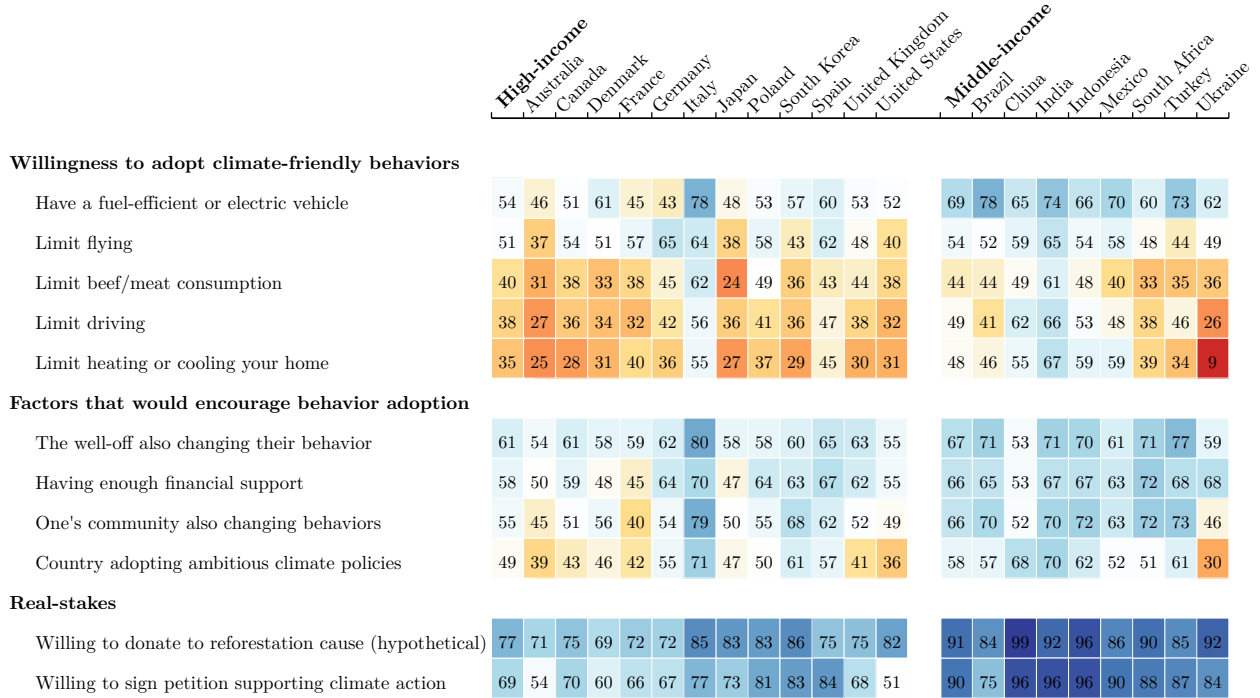 High-income Australia Canada Denmark France Germany Italy Japan Poland South Korea Spain United Kingdom United States Middle-income Brazil China India Indonesia Mexico South Africa Turkey Ukraine
Willingness to adopt climate-friendly behaviors
Have a fuel-efficient or electric vehicle 54 46 51 61 45 43 78 48 53 57 60 53 52 69 78 65 74 66 70 60 73 62
Limit flying 51 37 54 51 57 65 64 38 58 43 62 48 40 54 52 59 65 54 58 48 44 49
Limit beef/meat consumption 40 31 38 33 38 45 62 24 49 36 43 44 38 44 44 49 61 48 40 33 35 36
Limit driving 38 27 36 34 32 42 56 36 41 36 47 38 32 49 41 62 66 53 48 38 46 26
Limit heating or cooling your home 35 25 28 31 40 36 55 27 37 29 45 30 31 48 46 55 67 59 59 39 34 9
Factors that would encourage behavior adoption
The well-off also changing their behavior 61 54 61 58 59 62 80 58 58 60 65 63 55 67 71 53 71 70 61 71 77 59
Having enough financial support 58 50 59 48 45 64 70 47 64 63 67 62 55 66 65 53 67 67 63 72 68 68
One's community also changing behaviors 55 45 51 56 40 54 79 50 55 68 62 52 49 66 70 52 70 72 63 72 73 46
Country adopting ambitious climate policies 49 39 43 46 42 55 71 47 50 61 57 41 36 58 57 68 70 62 52 51 61 30
Real-stakes
Willing to donate to reforestation cause (hypothetical) 77 71 75 69 72 72 85 83 83 86 75 75 82 91 84 99 92 96 86 90 85 92
Willing to sign petition supporting climate action 69 54 70 60 66 67 77 73 81 83 84 68 51 90 75 96 96 96 90 88 87 84